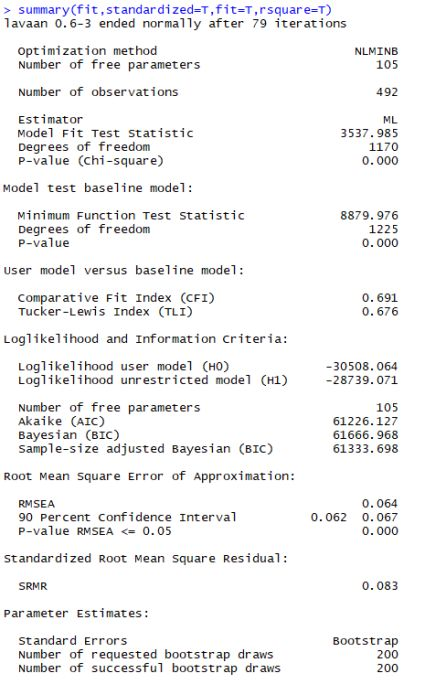 > summary(fit,standardized=T,fit=T,rsquare=T)
lavaan 0.6-3 ended normally after 79 iterations
Optimization method NLMINB
Number of free parameters 105
Number of observations 492
Estimator ML
Model Fit Test Statistic 3537.985
Degrees of freedom 1170
P-value (Chi-square) 0.000
Model test baseline model:
Minimum Function Test Statistic 8879.976
Degrees of freedom 1225
P-value 0.000
User model versus baseline model:
Comparative Fit Index (CFI) 0.691
Tucker-Lewis Index (TLI) 0.676
Loglikelihood and Information Criteria:
Loglikelihood user model (H0) -30508.064
Loglikelihood unrestricted model (H1) -28739.071
Number of free parameters 105
Akaike (AIC) 61226.127
Bayesian (BIC) 61666.968
Sample-size adjusted Bayesian (BIC) 61333.698
Root Mean Square Error of Approximation:
RMSEA 0.064
90 Percent Confidence Interval 0.062 0.067
P-value RMSEA <= 0.05 0.000
Standardized Root Mean Square Residual:
SRMR 0.083
Parameter Estimates:
Standard Errors Bootstrap
Number of requested bootstrap draws 200
Number of successful bootstrap draws 200